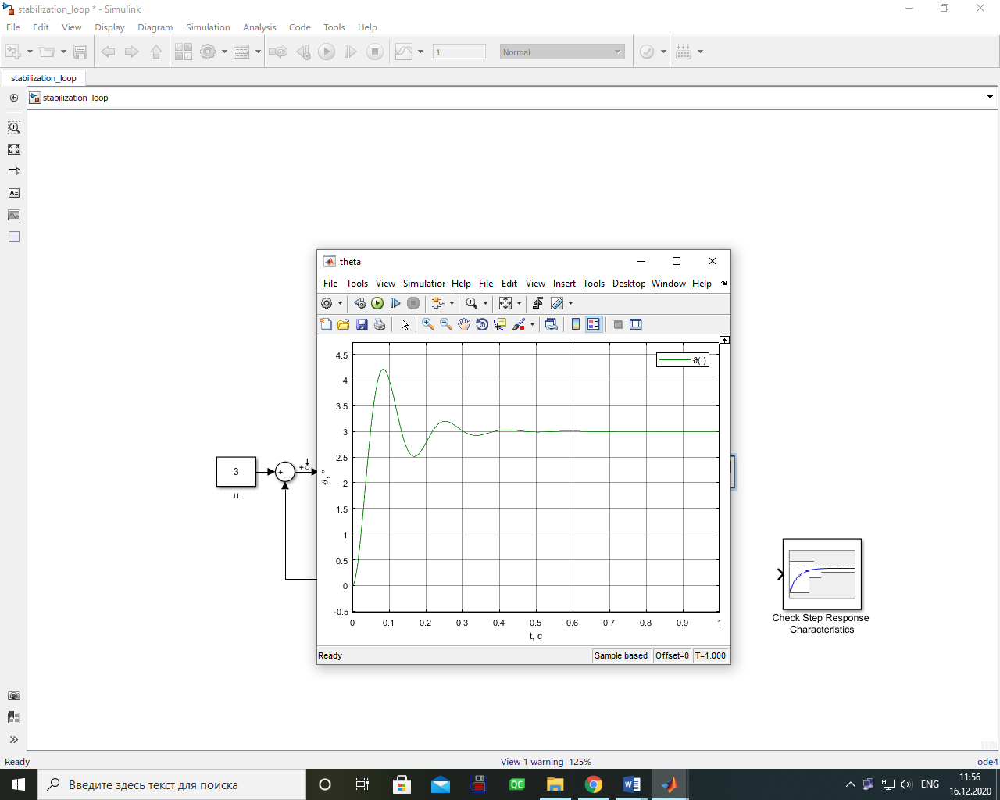 stabilization_loop * - Simulink
File Edit View Display Diagram Simulation Analysis Code Tools Help
1 Normal
stabilization_loop
stabilization_loop
theta
File Tools View Simulation Help File Edit View Insert Tools Desktop Window Help
ϑ(t)
4.5
4
3.5
3
2.5
2
1.5
1
0.5
0
-0.5
ϑ, °
0 0.1 0.2 0.3 0.4 0.5 0.6 0.7 0.8 0.9 1
t, c
Ready Sample based Offset=0 T=1.000
3
u
Check Step Response
Characteristics
Ready View 1 warning 125% ode4
Введите здесь текст для поиска
QC
ENG
11:56
16.12.2020